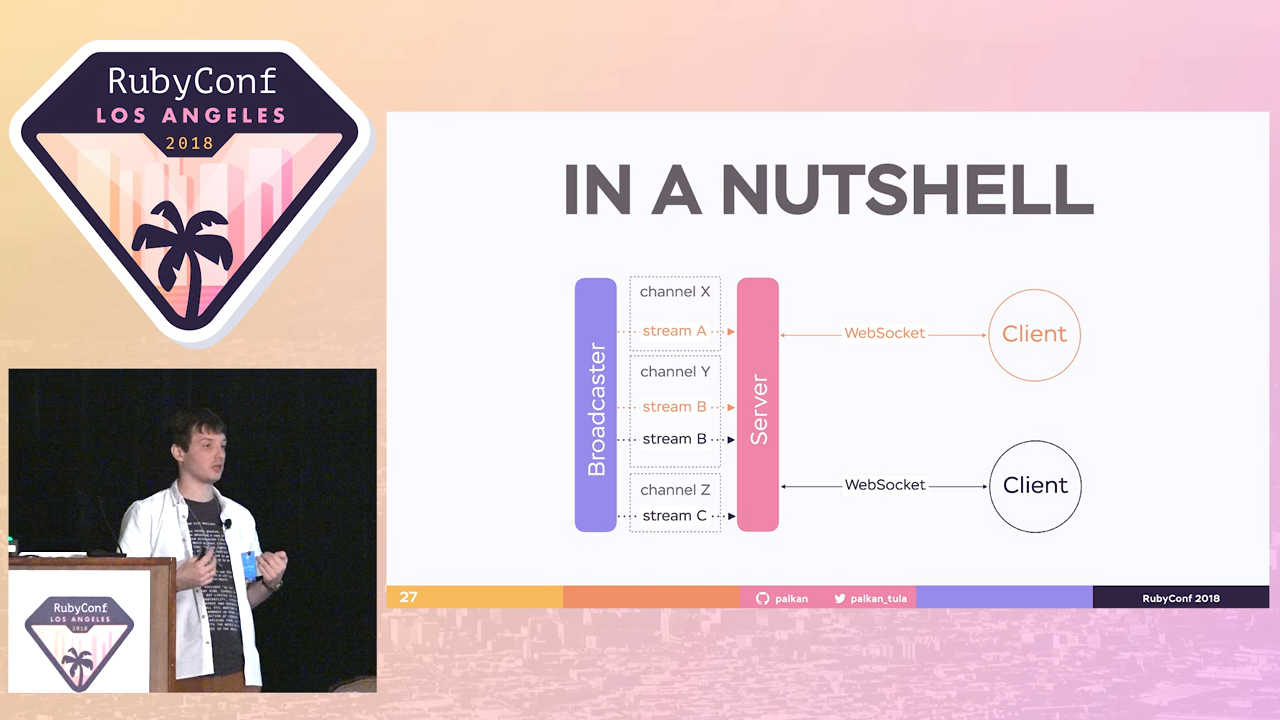 RubyConf
LOS ANGELES
2018
IN A NUTSHELL
Broadcaster
channel X
stream A
channel Y
stream B
stream B
channel Z
stream C
Server
WebSocket
Client
WebSocket
Client
27
palkan
palkan_tula
RubyConf 2018
RubyConf
LOS ANGELES
2018